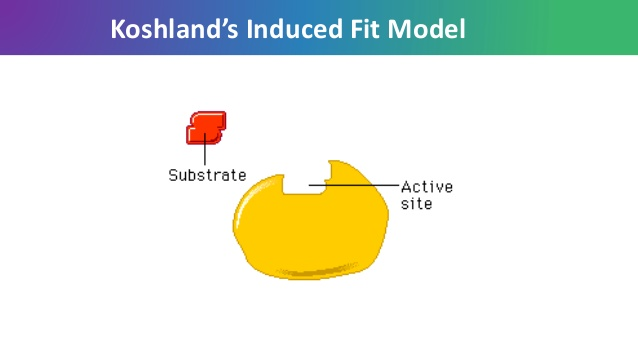 Koshland’s Induced Fit Model
Substrate
Active
site